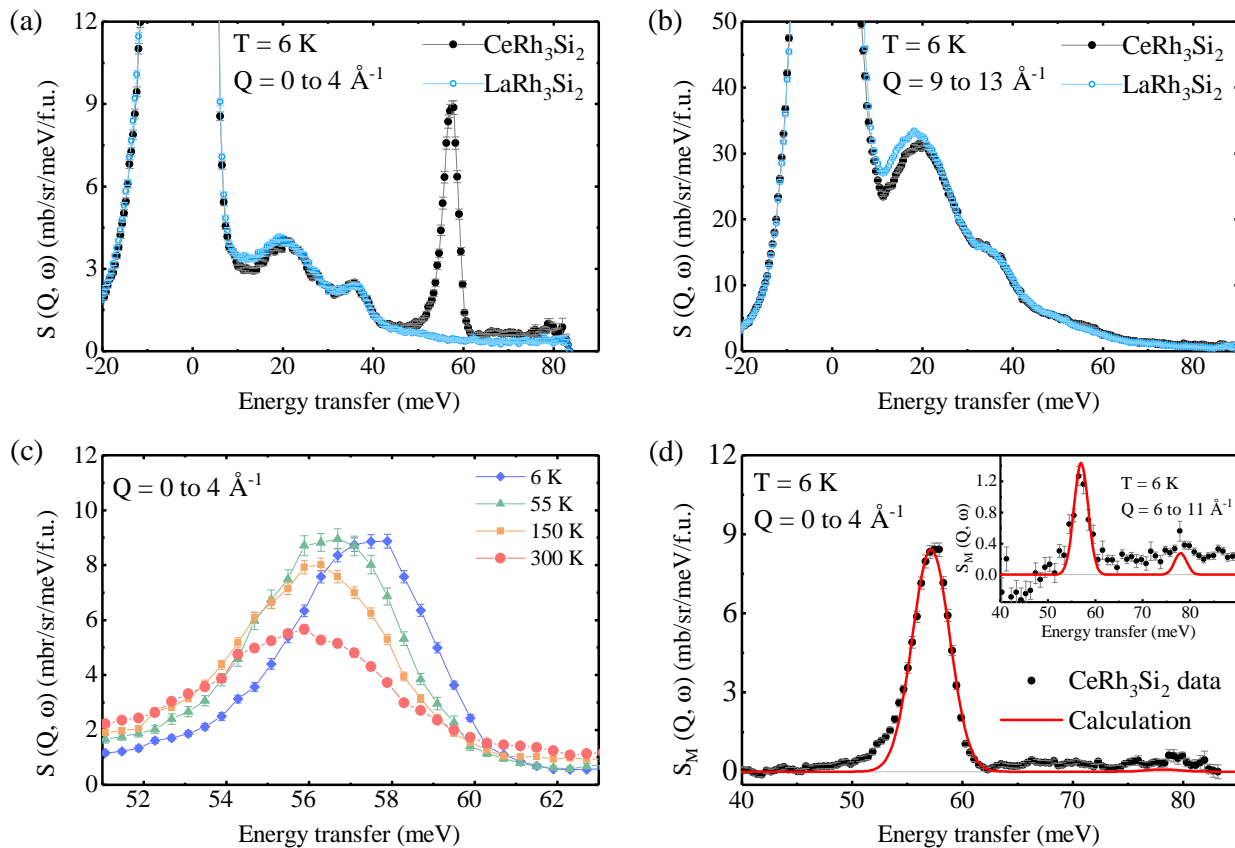 (a)
T = 6 K
Q = 0 to 4 Å⁻¹
CeRh₃Si₂
LaRh₃Si₂
S (Q, ω) (mb/sr/meV/f.u.)
12
9
6
3
0
-20 0 20 40 60 80
Energy transfer (meV)
(b)
T = 6 K
Q = 9 to 13 Å⁻¹
CeRh₃Si₂
LaRh₃Si₂
S (Q, ω) (mb/sr/meV/f.u.)
50
40
30
20
10
0
-20 0 20 40 60 80
Energy transfer (meV)
(c)
Q = 0 to 4 Å⁻¹
6 K
55 K
150 K
300 K
S (Q, ω) (mbr/sr/meV/f.u.)
12
10
8
6
4
2
0
52 54 56 58 60 62
Energy transfer (meV)
(d)
T = 6 K
Q = 0 to 4 Å⁻¹
S_M (Q, ω) (mb/sr/meV/f.u.)
12
9
6
3
0
40 50 60 70 80
Energy transfer (meV)
T = 6 K
Q = 6 to 11 Å⁻¹
S_M (Q, ω)
1.2
0.8
0.4
0.0
40 50 60 70 80 90
Energy transfer (meV)
CeRh₃Si₂ data
Calculation